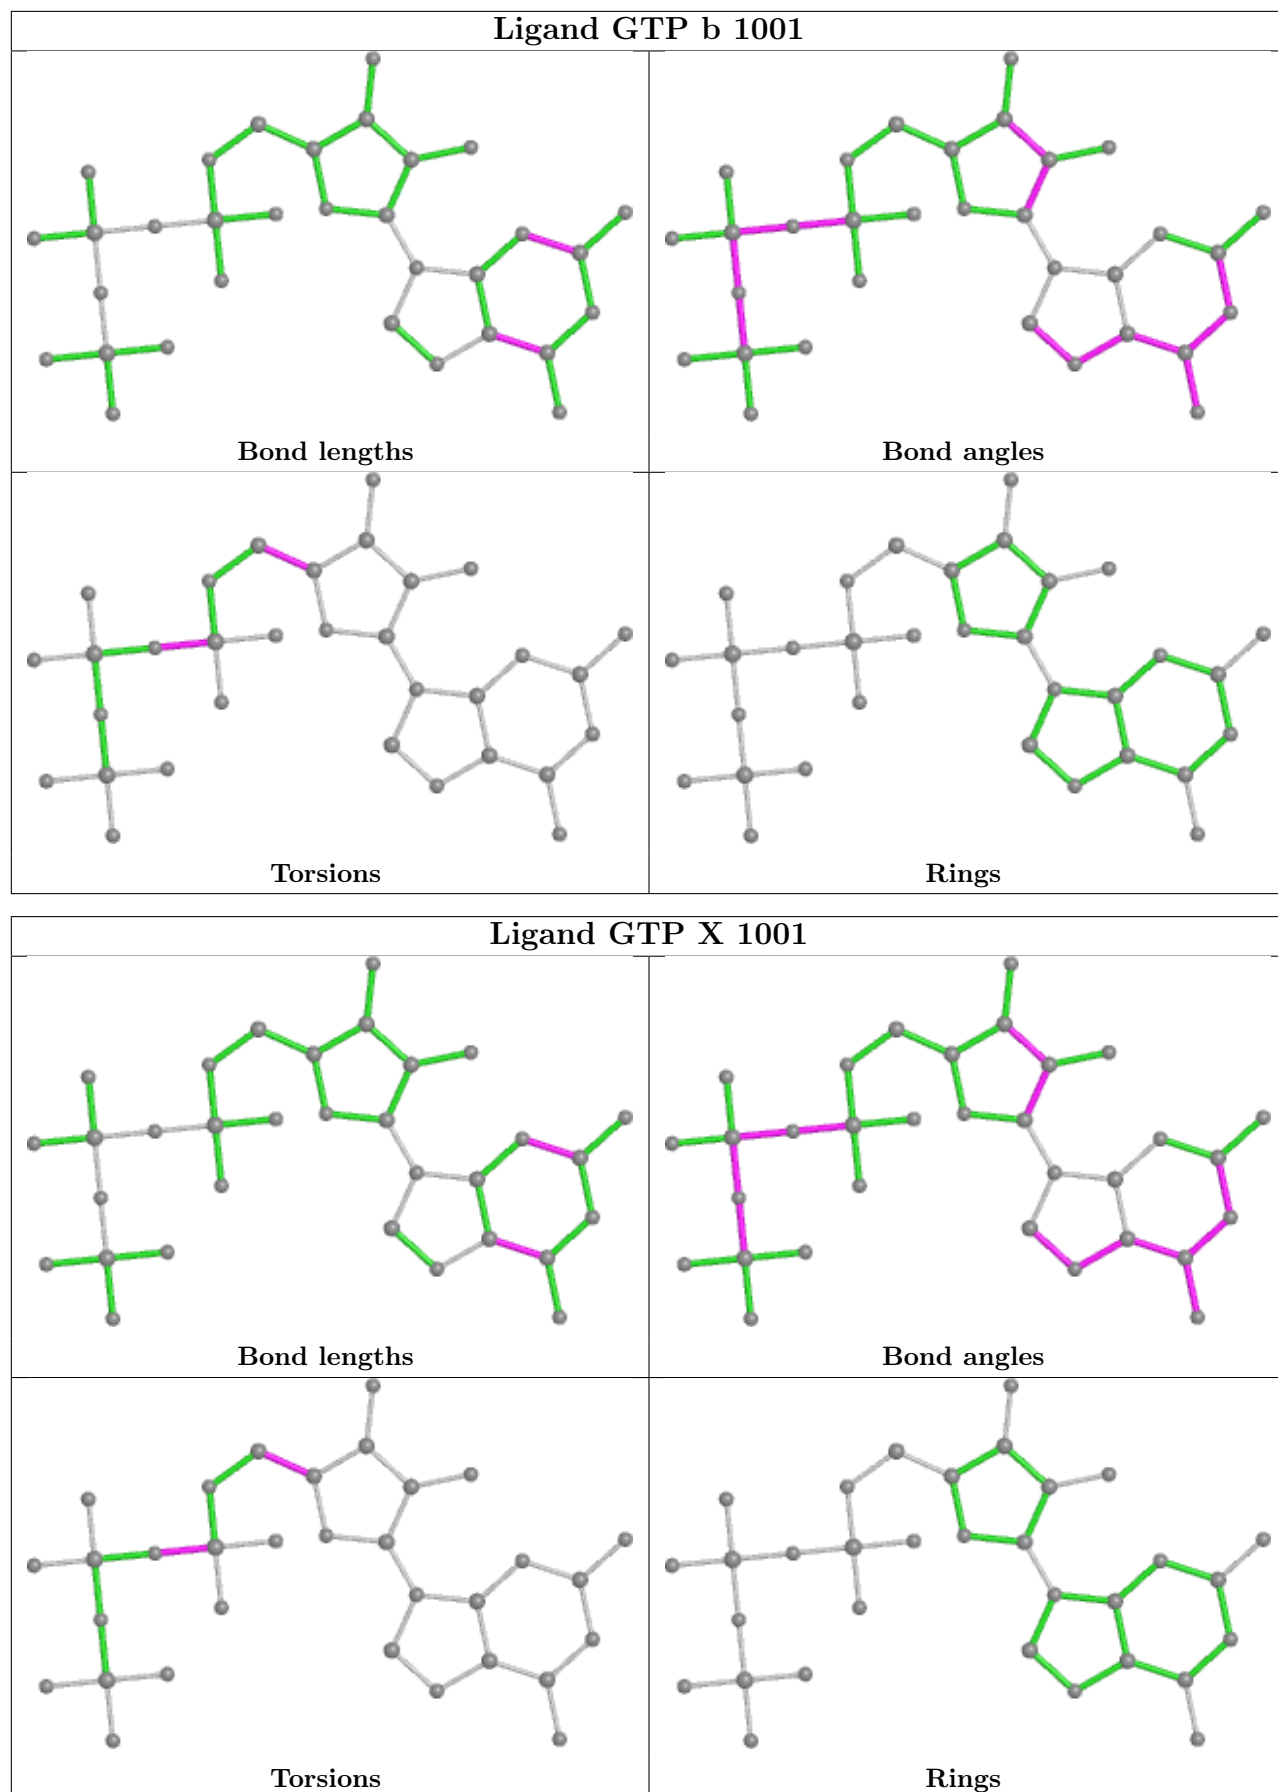 Ligand GTP b 1001
Bond lengths
Bond angles
Torsions
Rings
Ligand GTP X 1001
Bond lengths
Bond angles
Torsions
Rings